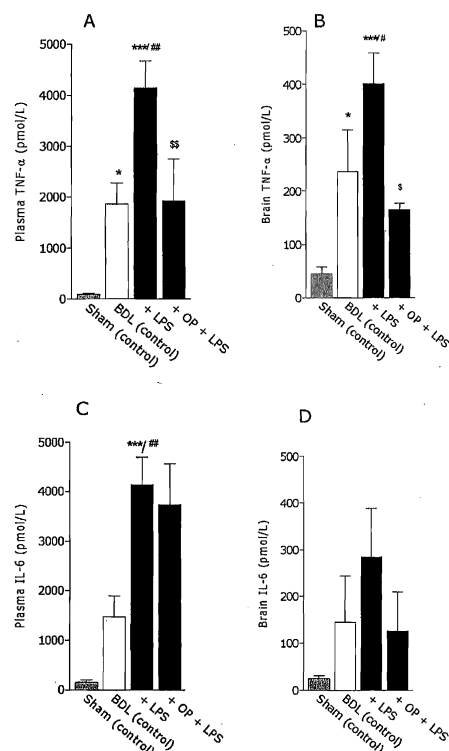 A
Plasma TNF-α (pmol/L)
5000
4000
3000
2000
1000
0
*
***/ ##
$$
Sham (control)
BDL (control)
+ LPS
+ OP + LPS
B
Brain TNF-α (pmol/L)
500
400
300
200
100
0
*
***/#
$
Sham (control)
BDL (control)
+ LPS
+ OP + LPS
C
Plasma IL-6 (pmol/L)
5000
4000
3000
2000
1000
0
***/ ##
Sham (control)
BDL (control)
+ LPS
+ OP + LPS
D
Brain IL-6 (pmol/L)
500
400
300
200
100
0
Sham (control)
BDL (control)
+ LPS
+ OP + LPS